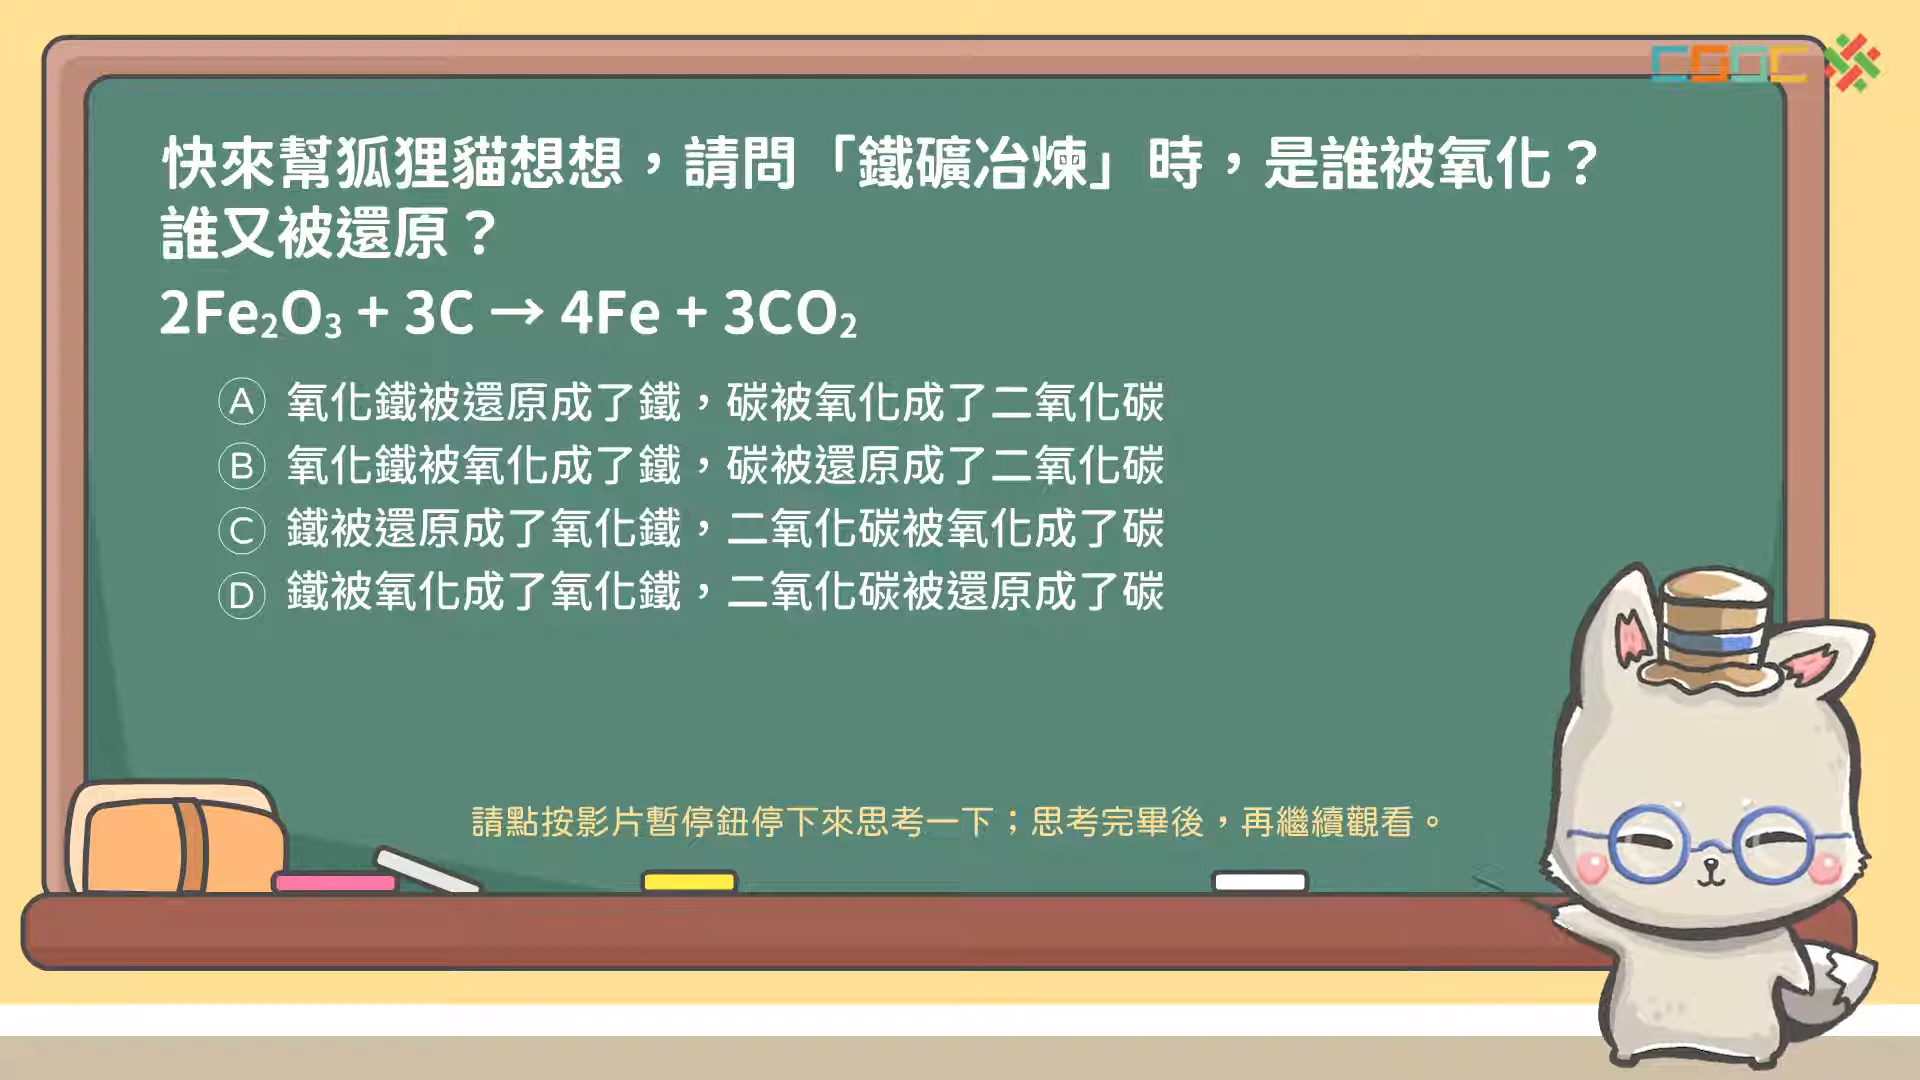 CGGC
快來幫狐狸貓想想，請問「鐵礦冶煉」時，是誰被氧化？
誰又被還原？
2Fe₂O₃ + 3C → 4Fe + 3CO₂
Ⓐ 氧化鐵被還原成了鐵，碳被氧化成了二氧化碳
Ⓑ 氧化鐵被氧化成了鐵，碳被還原成了二氧化碳
Ⓒ 鐵被還原成了氧化鐵，二氧化碳被氧化成了碳
Ⓓ 鐵被氧化成了氧化鐵，二氧化碳被還原成了碳
請點按影片暫停鈕停下來思考一下；思考完畢後，再繼續觀看。